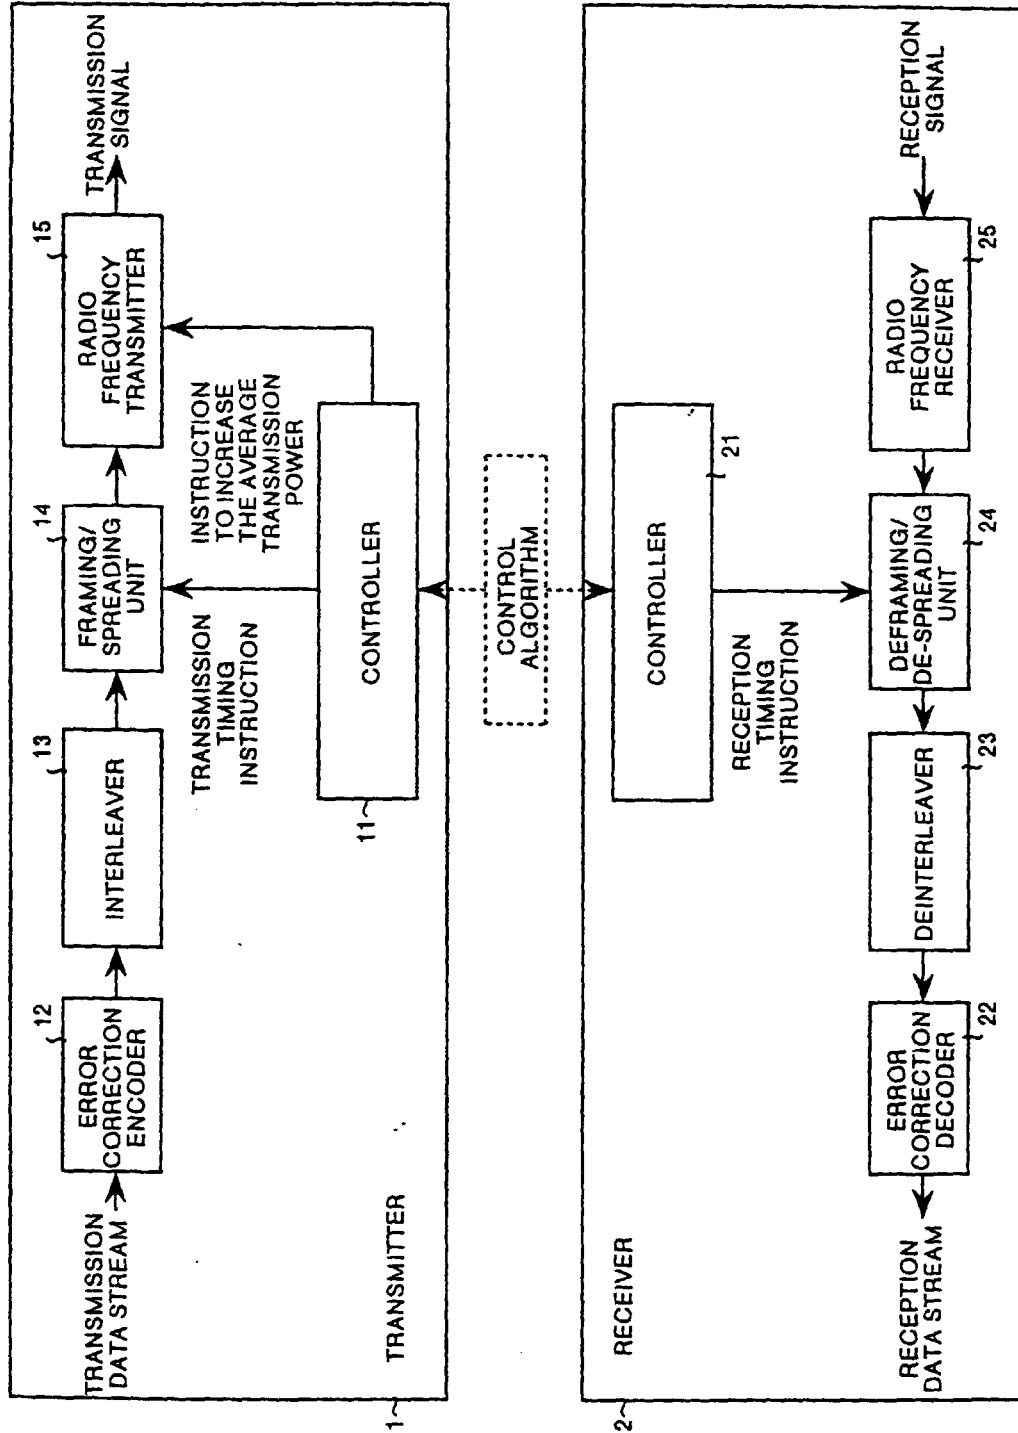 1
TRANSMITTER
TRANSMISSION
DATA STREAM
12
ERROR
CORRECTION
ENCODER
13
INTERLEAVER
14
FRAMING/
SPREADING
UNIT
15
RADIO
FREQUENCY
TRANSMITTER
TRANSMISSION
SIGNAL
TRANSMISSION
TIMING
INSTRUCTION
INSTRUCTION
TO INCREASE
THE AVERAGE
TRANSMISSION
POWER
11
CONTROLLER
CONTROL
ALGORITHM
2
RECEIVER
CONTROLLER
21
RECEPTION
TIMING
INSTRUCTION
RECEPTION
DATA STREAM
ERROR
CORRECTION
DECODER
22
DEINTERLEAVER
23
DEFRAMING/
DE-SPREADING
UNIT
24
RADIO
FREQUENCY
RECEIVER
25
RECEPTION
SIGNAL